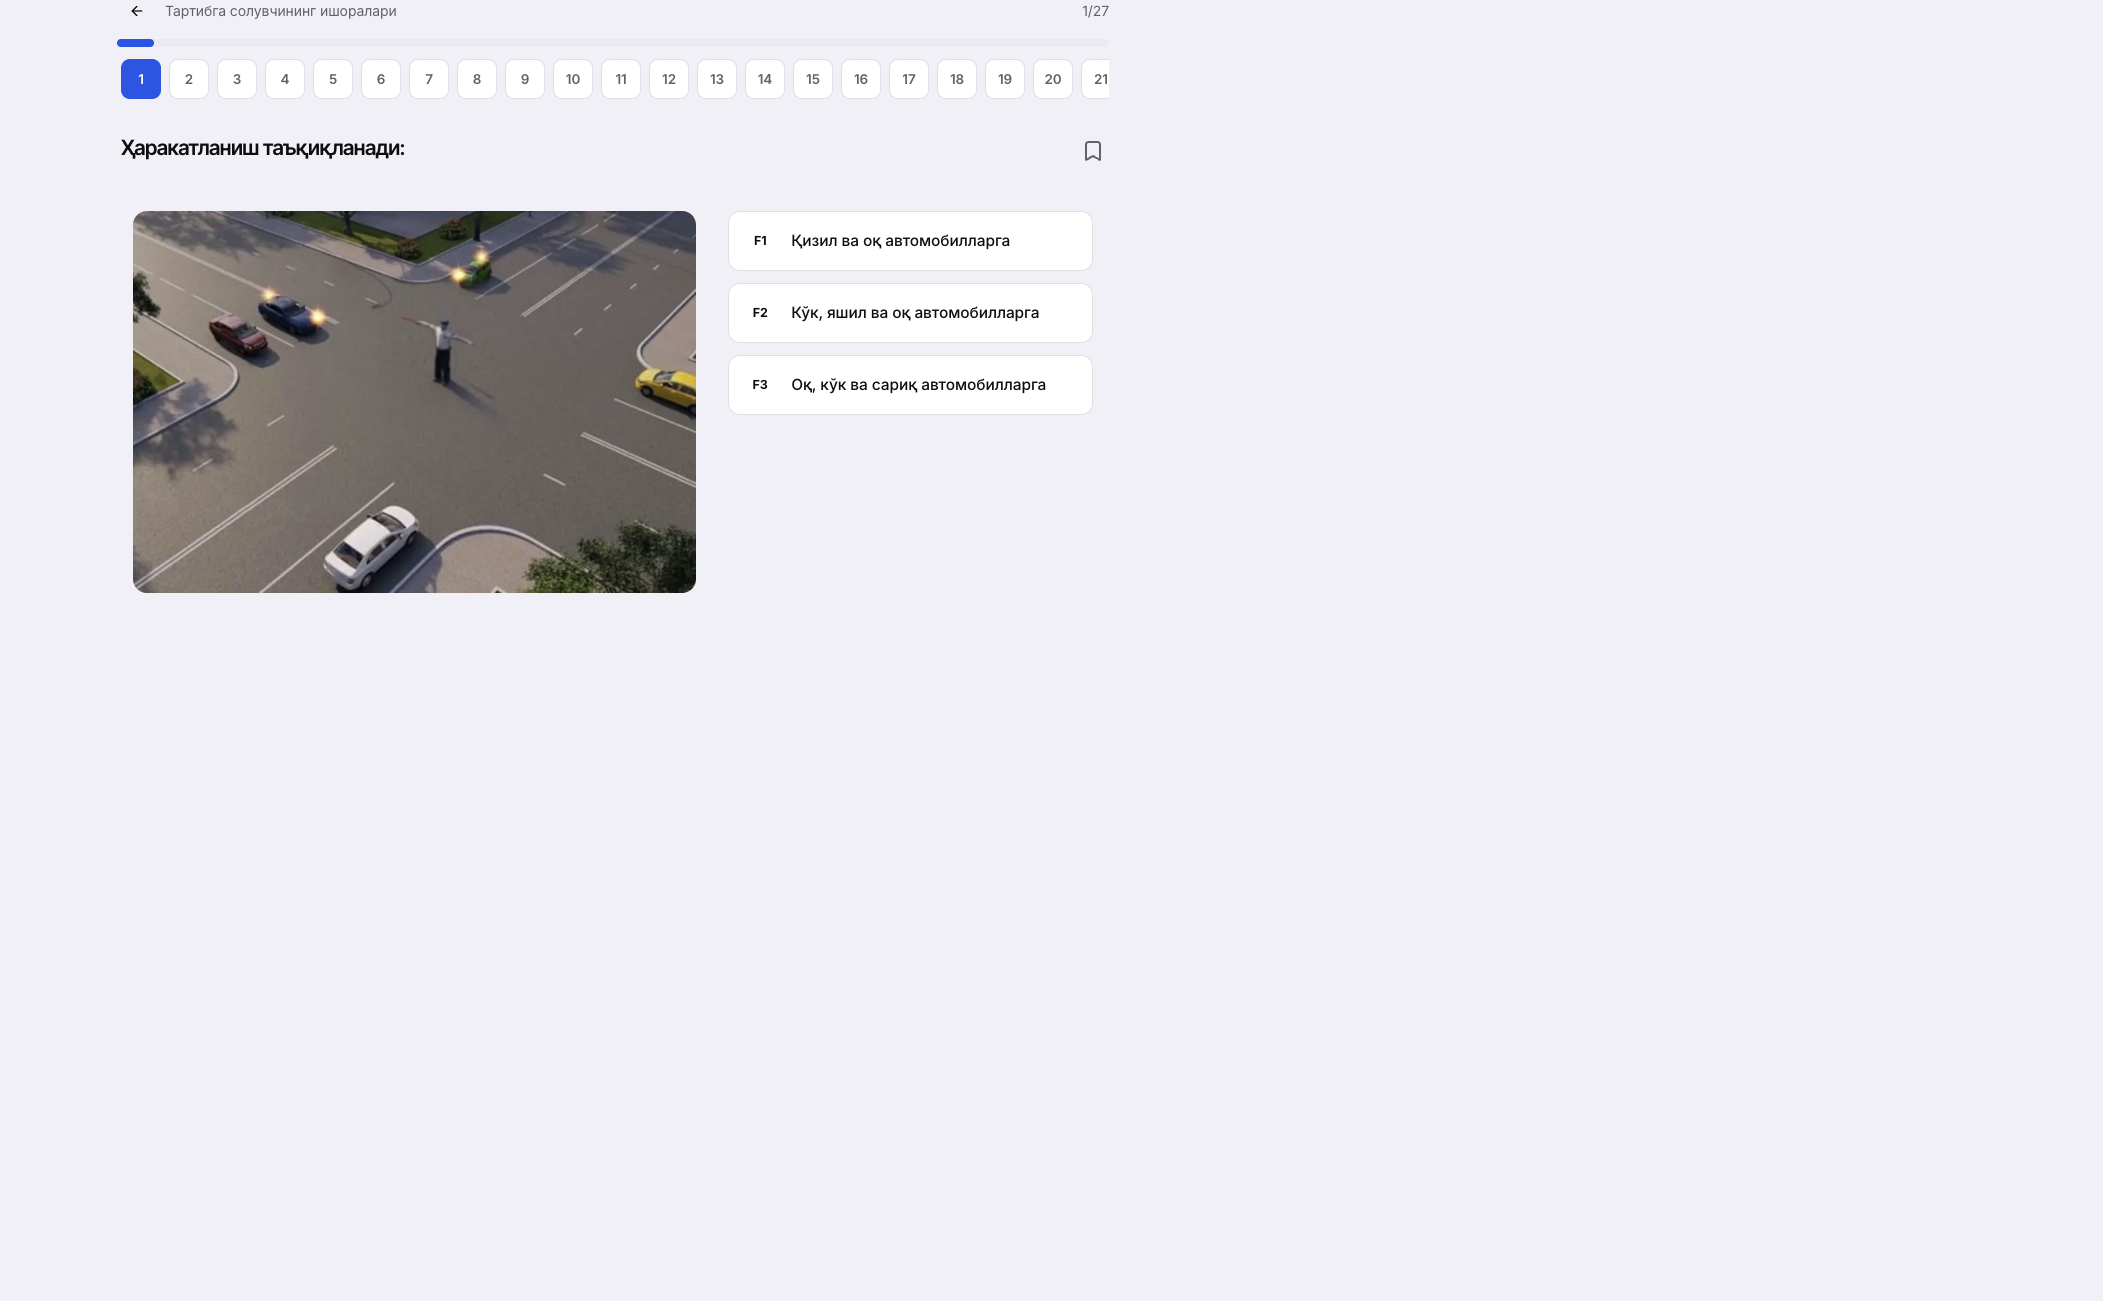 Тартибга солувчининг ишоралари 1/27
1 2 3 4 5 6 7 8 9 10 11 12 13 14 15 16 17 18 19 20 21
Ҳаракатланиш таъқиқланади:
F1 Қизил ва оқ автомобилларга
F2 Кўк, яшил ва оқ автомобилларга
F3 Оқ, кўк ва сариқ автомобилларга